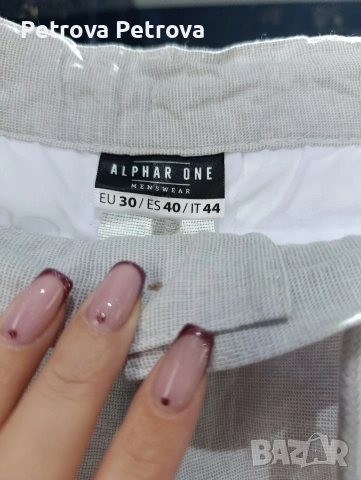 Petrova Petrova
ALPHAR ONE
MENSWEAR
EU 30 / ES 40 / IT 44
BAZAR